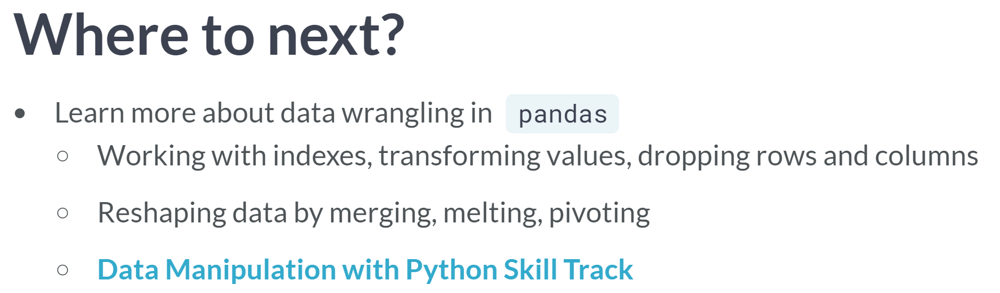 Where to next?
Learn more about data wrangling in pandas
Working with indexes, transforming values, dropping rows and columns
Reshaping data by merging, melting, pivoting
Data Manipulation with Python Skill Track